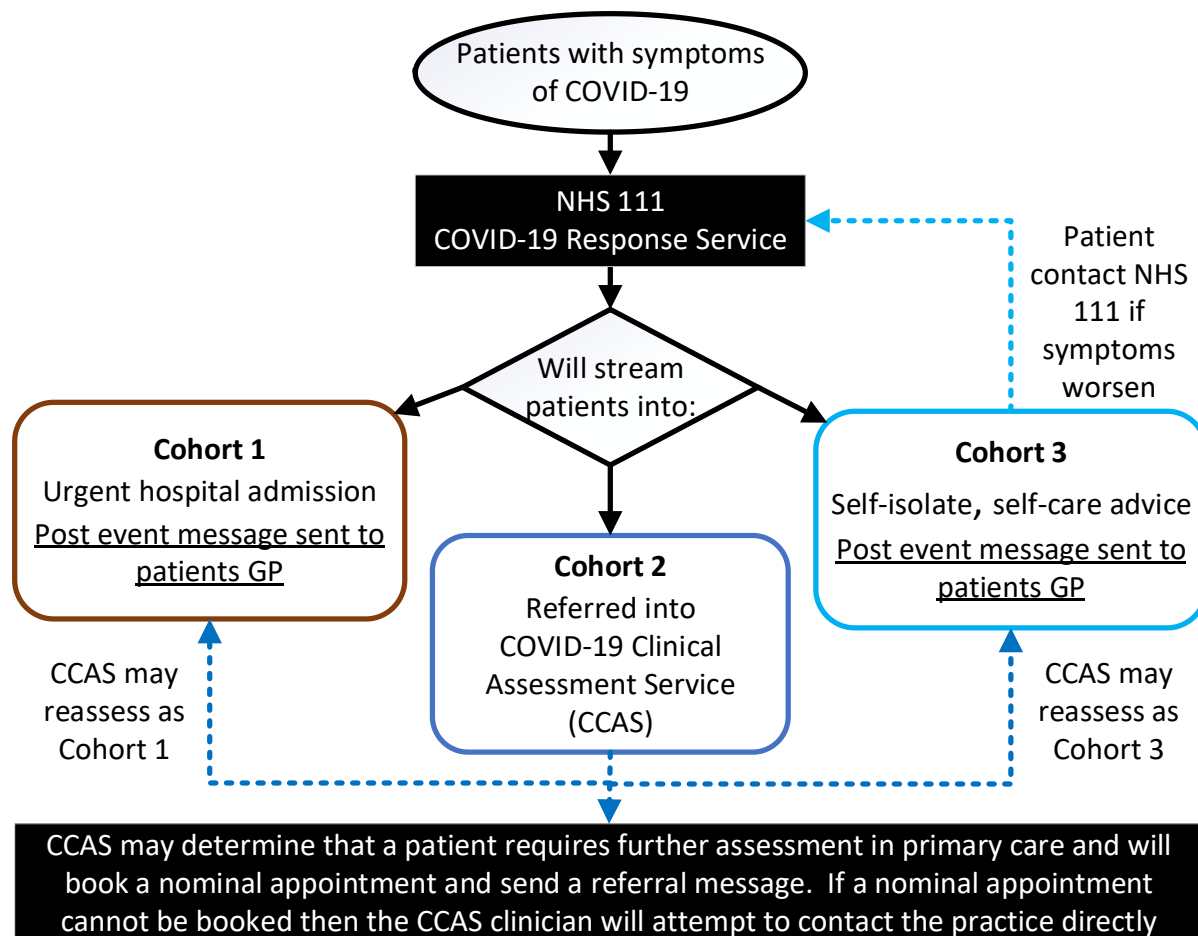 Patients with symptoms
of COVID-19
NHS 111
COVID-19 Response Service
Patient
contact NHS
111 if
symptoms
worsen
Will stream
patients into:
Cohort 1
Urgent hospital admission
Post event message sent to
patients GP
Cohort 3
Self-isolate, self-care advice
Post event message sent to
patients GP
Cohort 2
Referred into
COVID-19 Clinical
Assessment Service
(CCAS)
CCAS may
reassess as
Cohort 1
CCAS may
reassess as
Cohort 3
CCAS may determine that a patient requires further assessment in primary care and will
book a nominal appointment and send a referral message.  If a nominal appointment
cannot be booked then the CCAS clinician will attempt to contact the practice directly